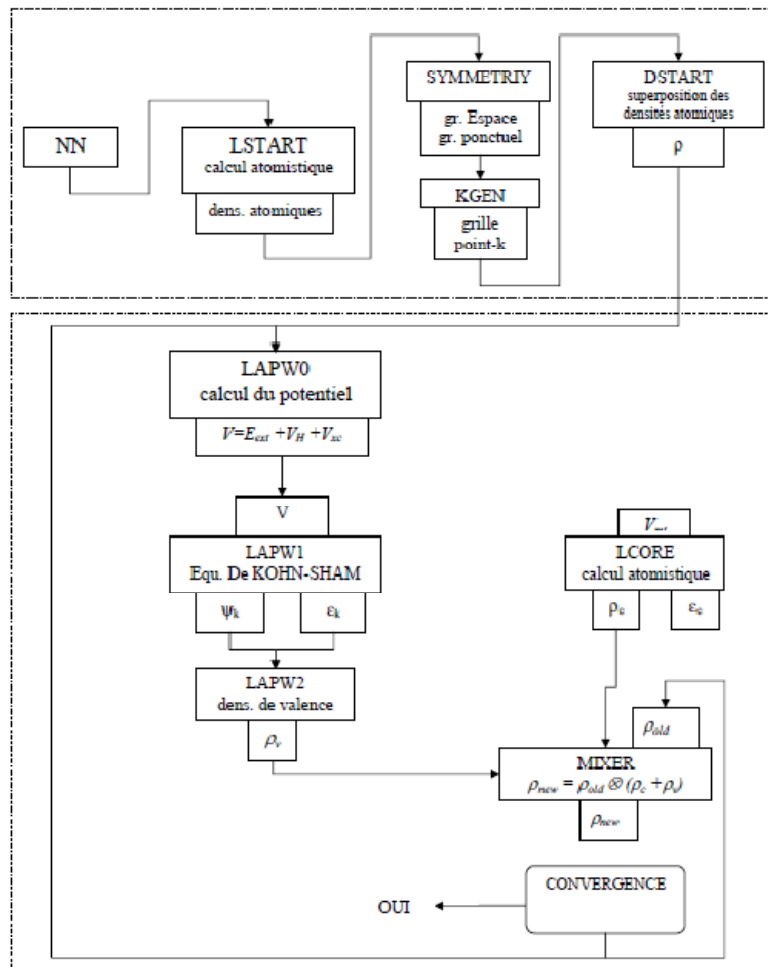 NN
LSTART
calcul atomistique
dens. atomiques
SYMMETRIY
gr. Espace
gr. ponctuel
KGEN
grille
point-k
DSTART
superposition des
densités atomiques
ρ
LAPW0
calcul du potentiel
V=E_ext +V_H +V_xc
V
LAPW1
Equ. De KOHN-SHAM
ψ_k
ε_k
LAPW2
dens. de valence
ρ_v
LCORE
calcul atomistique
ρ_old
MIXER
ρ_new = ρ_old ⊗ (ρ_c + ρ_v)
ρ_new
CONVERGENCE
OUI